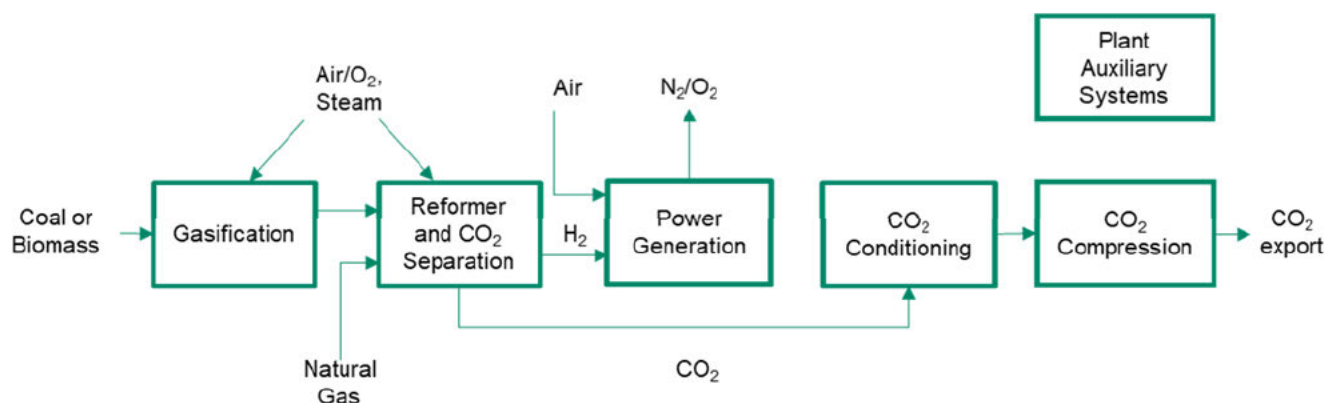 Plant
Auxiliary
Systems
Air/O₂,
Steam
Air
N₂/O₂
Coal or
Biomass
Gasification
Reformer
and CO₂
Separation
H₂
Power
Generation
CO₂
Conditioning
CO₂
Compression
CO₂
export
Natural
Gas
CO₂